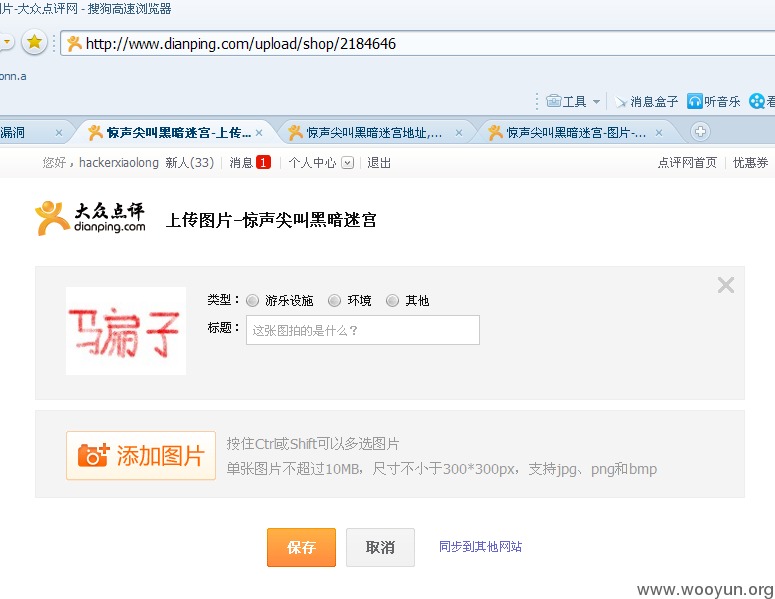 图片-大众点评网 - 搜狗高速浏览器
http://www.dianping.com/upload/shop/2184646
onn.a
工具 消息盒子 听音乐 看
漏洞 惊声尖叫黑暗迷宫-上传... 惊声尖叫黑暗迷宫地址,... 惊声尖叫黑暗迷宫-图片-...
您好，hackerxiaolong 新人(33) 消息 1 个人中心 退出 点评网首页 优惠券
大众点评
dianping.com
上传图片-惊声尖叫黑暗迷宫
类型： 游乐设施 环境 其他
标题： 这张图拍的是什么？
子
添加图片
按住Ctrl或Shift可以多选图片
单张图片不超过10MB，尺寸不小于300*300px，支持jpg、png和bmp
保存 取消 同步到其他网站
www.wooyun.org